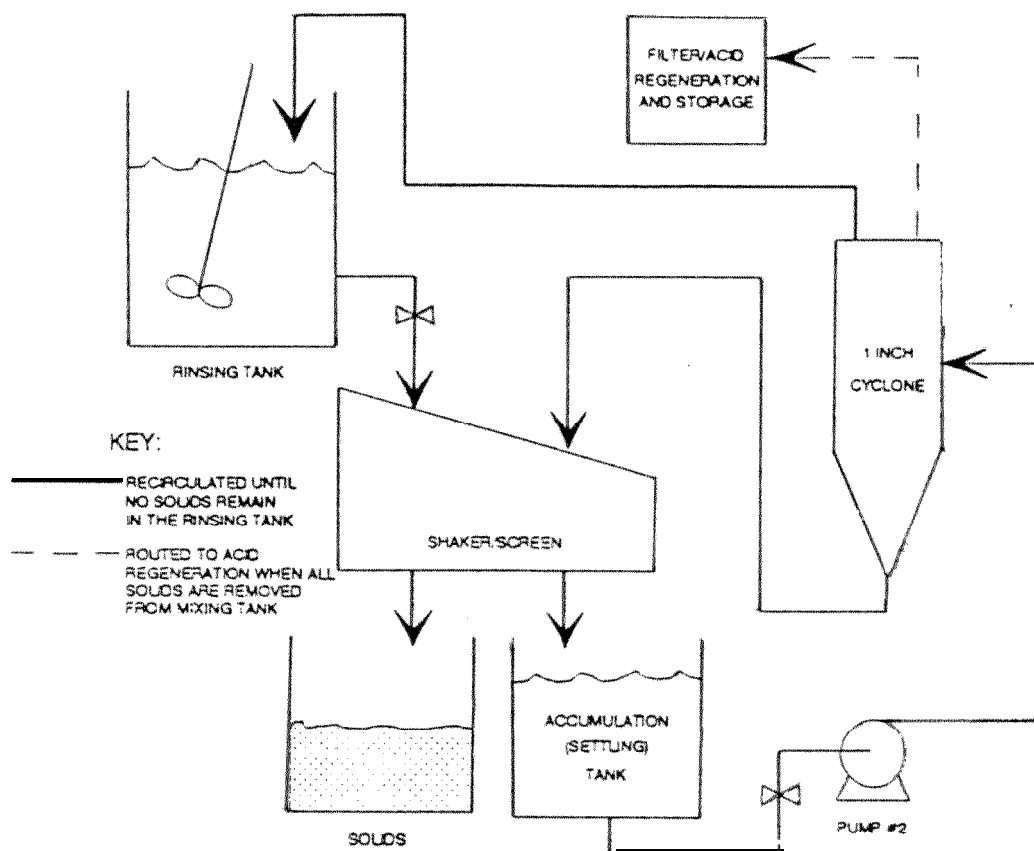 FILTER/ACID
REGENERATION
AND STORAGE
1 INCH
CYCLONE
RINSING TANK
KEY:
RECIRCULATED UNTIL
NO SOLIDS REMAIN
IN THE RINSING TANK
ROUTED TO ACID
REGENERATION WHEN ALL
SOLIDS ARE REMOVED
FROM MIXING TANK
SHAKER/SCREEN
ACCUMULATION
(SETTLING)
TANK
SOLIDS
PUMP #2